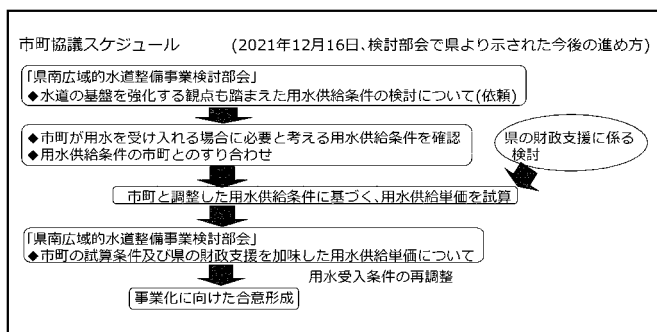 市町協議スケジュール (2021年12月16日、検討部会で県より示された今後の進め方)
「県南広域的水道整備事業検討部会」
◆水道の基盤を強化する観点も踏まえた用水供給条件の検討について(依頼)
◆市町が用水を受け入れる場合に必要と考える用水供給条件を確認
◆用水供給条件の市町とのすり合わせ
県の財政支援に係る
検討
市町と調整した用水供給条件に基づく、用水供給単価を試算
「県南広域的水道整備事業検討部会」
◆市町の試算条件及び県の財政支援を加味した用水供給単価について
用水受入条件の再調整
事業化に向けた合意形成